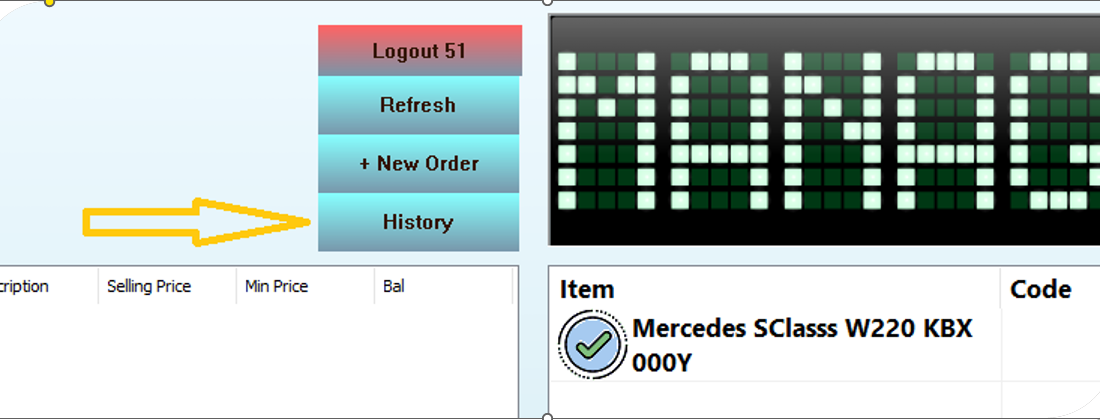 Logout 51
Refresh
+ New Order
History
MANAG
cription Selling Price Min Price Bal
Item Code
Mercedes SClasss W220 KBX
000Y